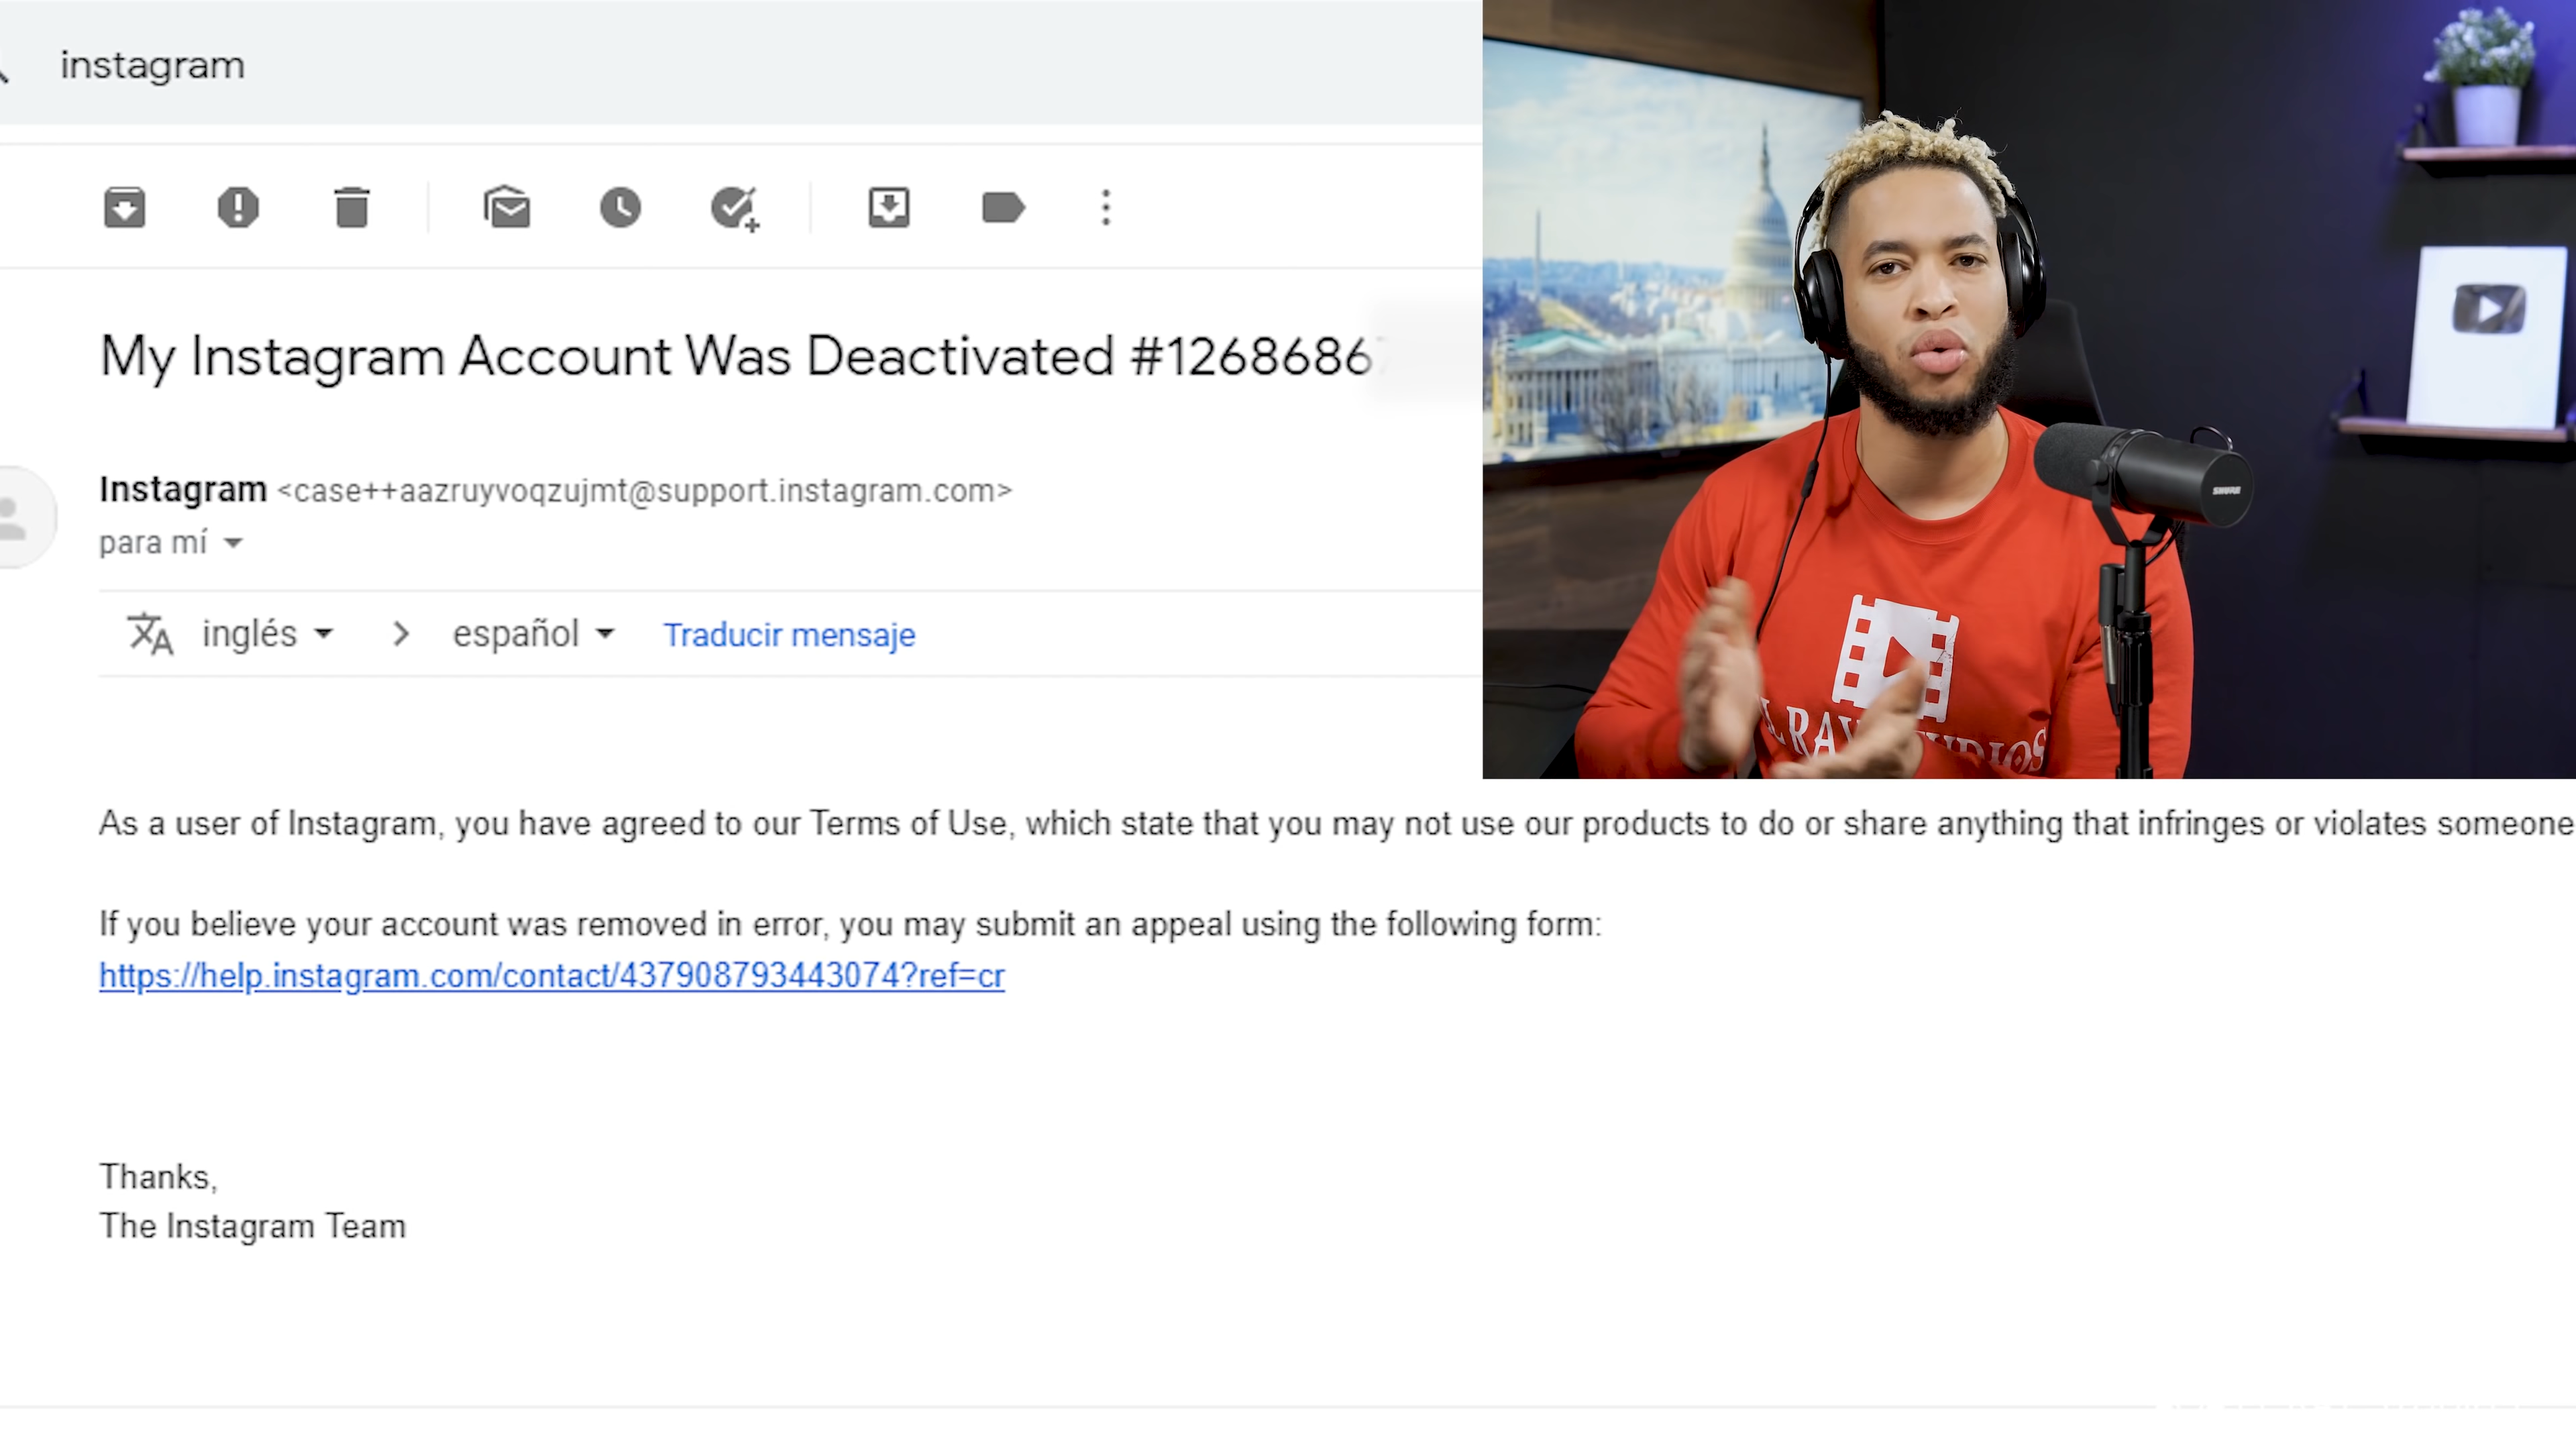 instagram
My Instagram Account Was Deactivated #1268686
Instagram <case++aazruyvoqzujmt@support.instagram.com>
para mí
inglés > español Traducir mensaje
SHURE
L RAY STUDIOS
As a user of Instagram, you have agreed to our Terms of Use, which state that you may not use our products to do or share anything that infringes or violates someone
If you believe your account was removed in error, you may submit an appeal using the following form:
https://help.instagram.com/contact/437908793443074?ref=cr
Thanks,
The Instagram Team